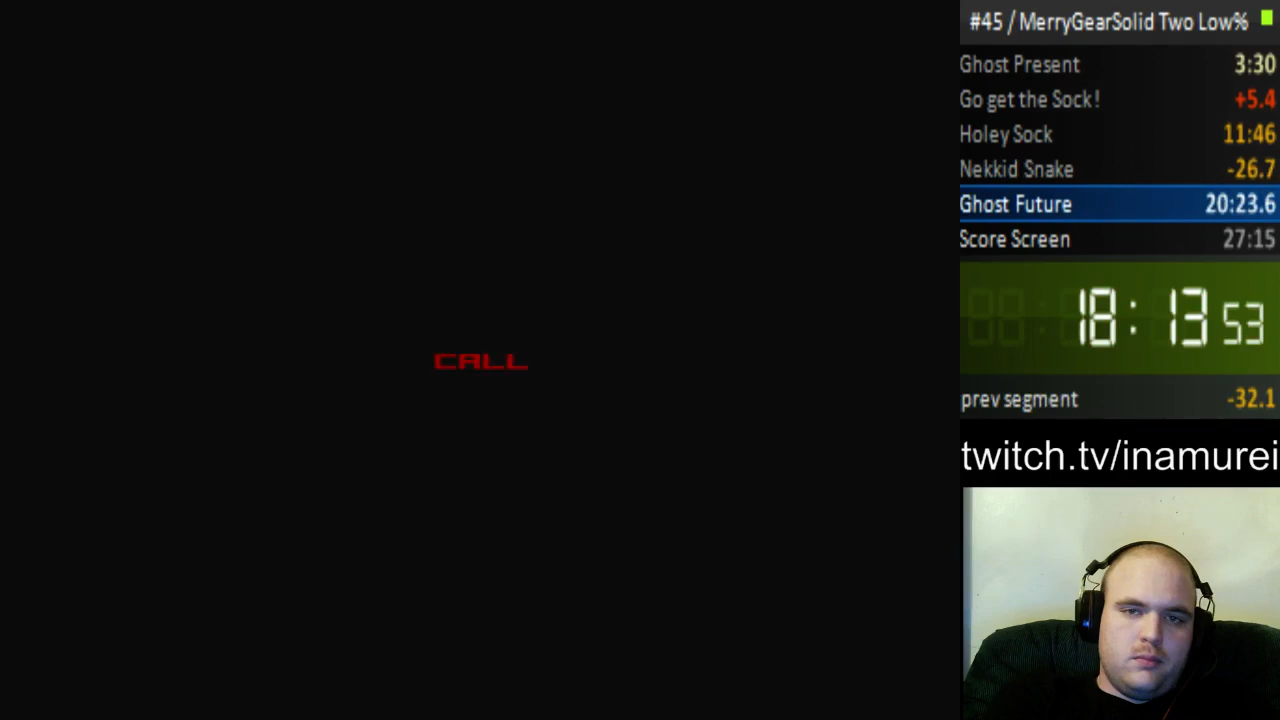 CALL
#45 / MerryGearSolid Two Low%
Ghost Present 3:30
Go get the Sock! +5.4
Holey Sock 11:46
Nekkid Snake -26.7
Ghost Future 20:23.6
Score Screen 27:15
18:13 53
prev segment -32.1
twitch.tv/inamurei